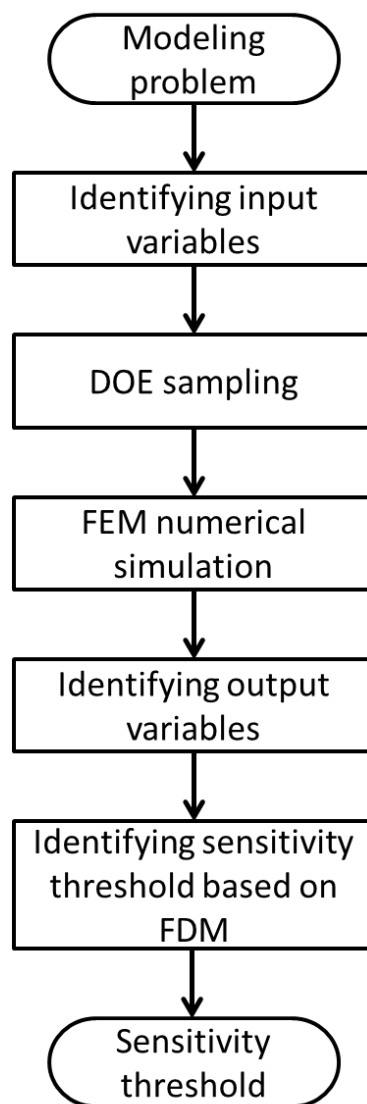 Modeling
problem
Identifying input
variables
DOE sampling
FEM numerical
simulation
Identifying output
variables
Identifying sensitivity
threshold based on
FDM
Sensitivity
threshold